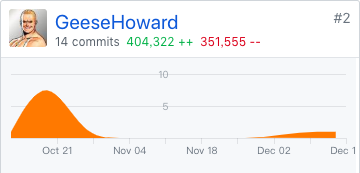 GeeseHoward #2
14 commits 404,322 ++ 351,555 --
10
5
Oct 21 Nov 04 Nov 18 Dec 02 Dec 1